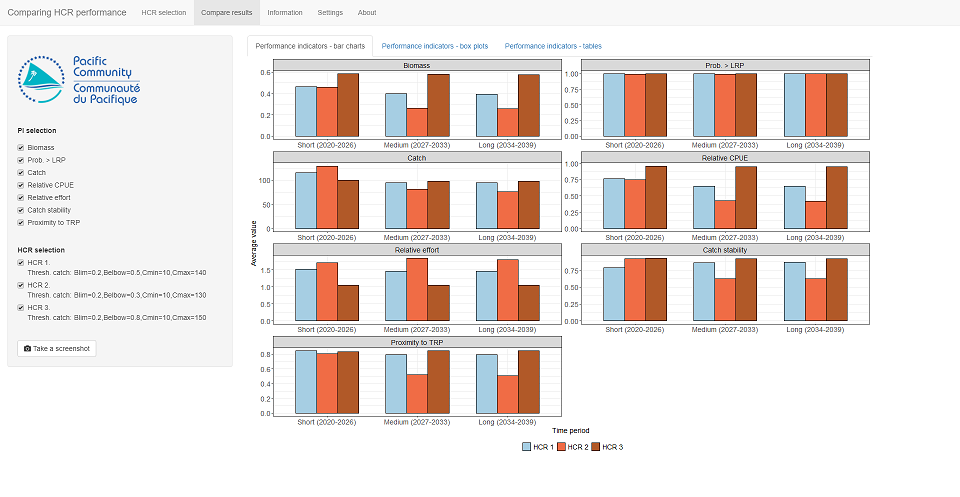 Comparing HCR performance
HCR selection
Compare results
Information
Settings
About
Pacific
Community
Communauté
du Pacifique
PI selection
Biomass
Prob. > LRP
Catch
Relative CPUE
Relative effort
Catch stability
Proximity to TRP
HCR selection
HCR 1.
Thresh. catch: Blim=0.2,Belbow=0.5,Cmin=10,Cmax=140
HCR 2.
Thresh. catch: Blim=0.2,Belbow=0.3,Cmin=10,Cmax=130
HCR 3.
Thresh. catch: Blim=0.2,Belbow=0.8,Cmin=10,Cmax=150
Take a screenshot
Performance indicators - bar charts
Performance indicators - box plots
Performance indicators - tables
Average value
Biomass
0.6
0.4
0.2
0.0
Short (2020-2026)
Medium (2027-2033)
Long (2034-2039)
Prob. > LRP
1.00
0.75
0.50
0.25
0.00
Short (2020-2026)
Medium (2027-2033)
Long (2034-2039)
Catch
100
50
0
Short (2020-2026)
Medium (2027-2033)
Long (2034-2039)
Relative CPUE
1.00
0.75
0.50
0.25
0.00
Short (2020-2026)
Medium (2027-2033)
Long (2034-2039)
Relative effort
1.5
1.0
0.5
0.0
Short (2020-2026)
Medium (2027-2033)
Long (2034-2039)
Catch stability
0.75
0.50
0.25
0.00
Short (2020-2026)
Medium (2027-2033)
Long (2034-2039)
Proximity to TRP
0.8
0.6
0.4
0.2
0.0
Short (2020-2026)
Medium (2027-2033)
Long (2034-2039)
Time period
HCR 1
HCR 2
HCR 3